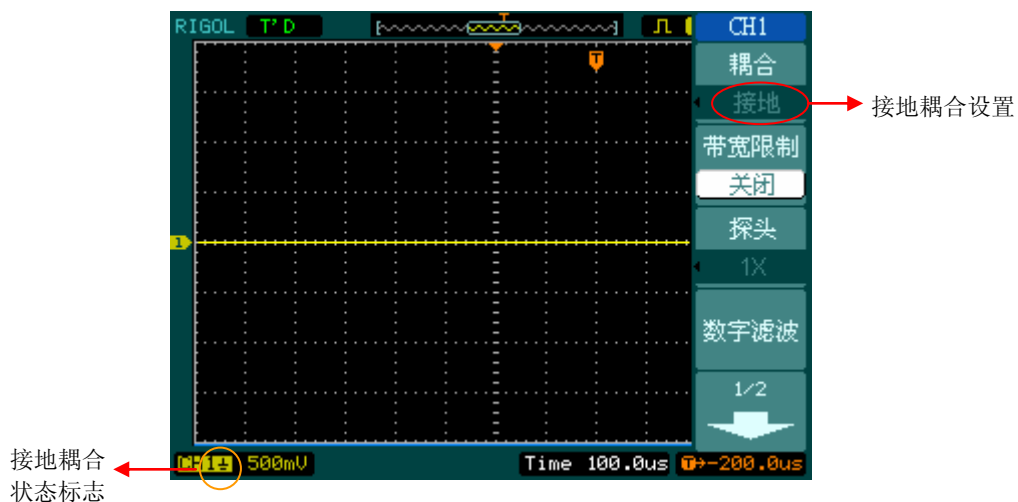 RIGOL T'D T
CH1
耦合
接地
接地耦合设置
带宽限制
关闭
探头
1X
数字滤波
1/2
T
1
接地耦合
状态标志
CH1 500mV Time 100.0us T→-200.0us